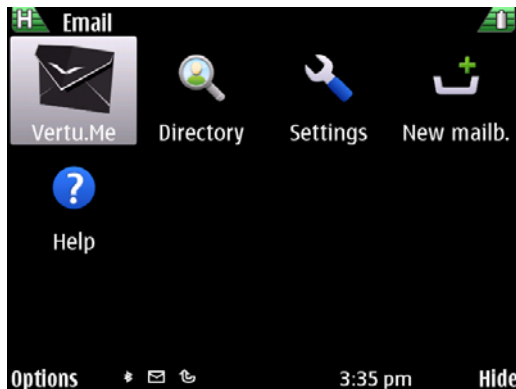 H Email
Vertu.Me Directory Settings New mailb.
?
Help
Options 3:35 pm Hide